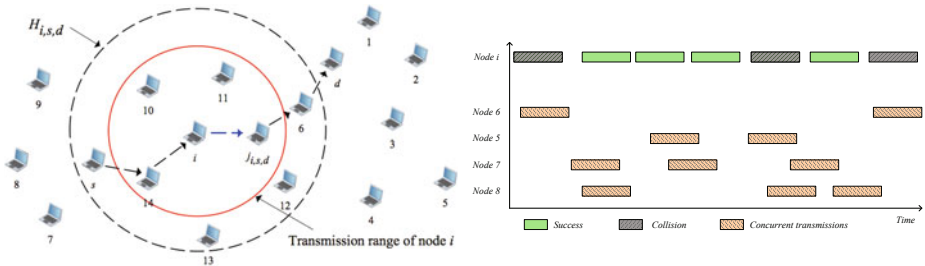 H_{i,s,d}
1
2
d
9
10
11
6
3
i
j_{i,s,d}
8
s
14
12
4
5
7
13
Transmission range of node i
Node i
Node 6
Node 5
Node 7
Node 8
Time
Success
Collision
Concurrent transmissions